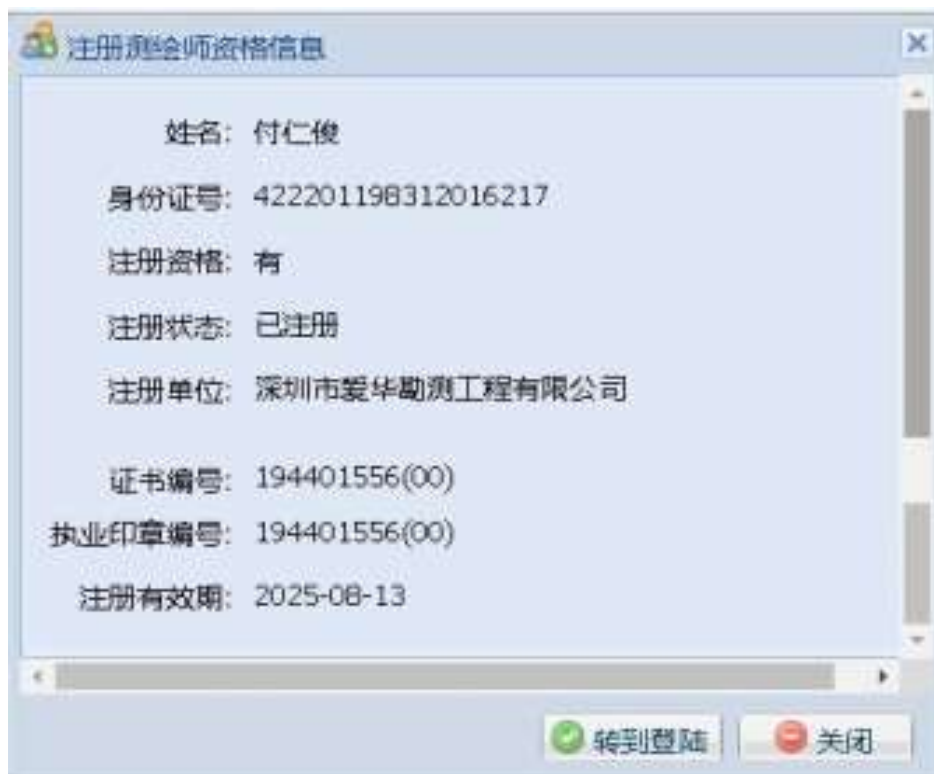 注册测绘师资格信息
姓名: 付仁俊
身份证号: 422201198312016217
注册资格: 有
注册状态: 已注册
注册单位: 深圳市爱华勘测工程有限公司
证书编号: 194401556(00)
执业印章编号: 194401556(00)
注册有效期: 2025-08-13
转到登陆 关闭